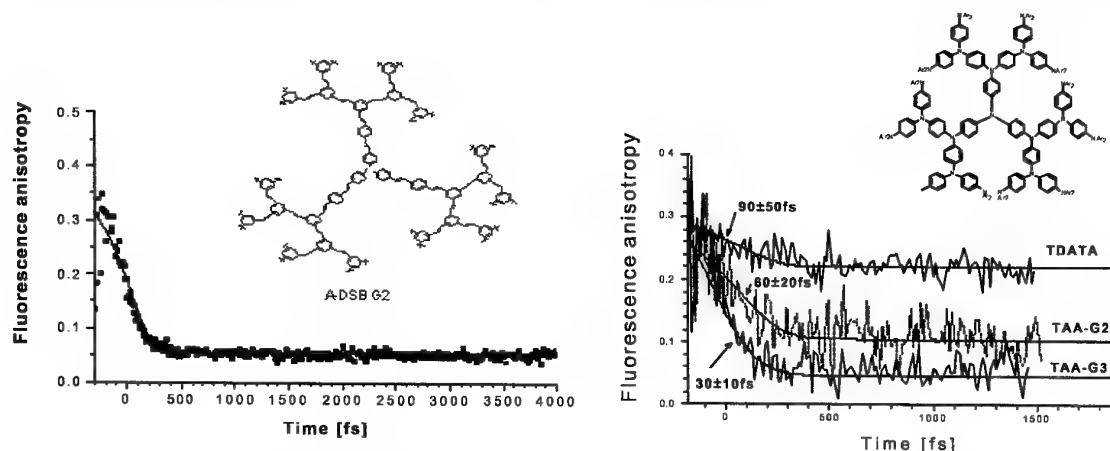 Fluorescence anisotropy
0.5
0.4
0.3
0.2
0.1
0.0
0
500
1000
1500
2000
2500
3000
3500
4000
Time [fs]
ADSB G2
Fluorescence anisotropy
0.4
0.3
0.2
0.1
0.0
0
500
1000
1500
Time [fs]
90±50fs
60±20fs
30±10fs
TDATA
TAA-G2
TAA-G3